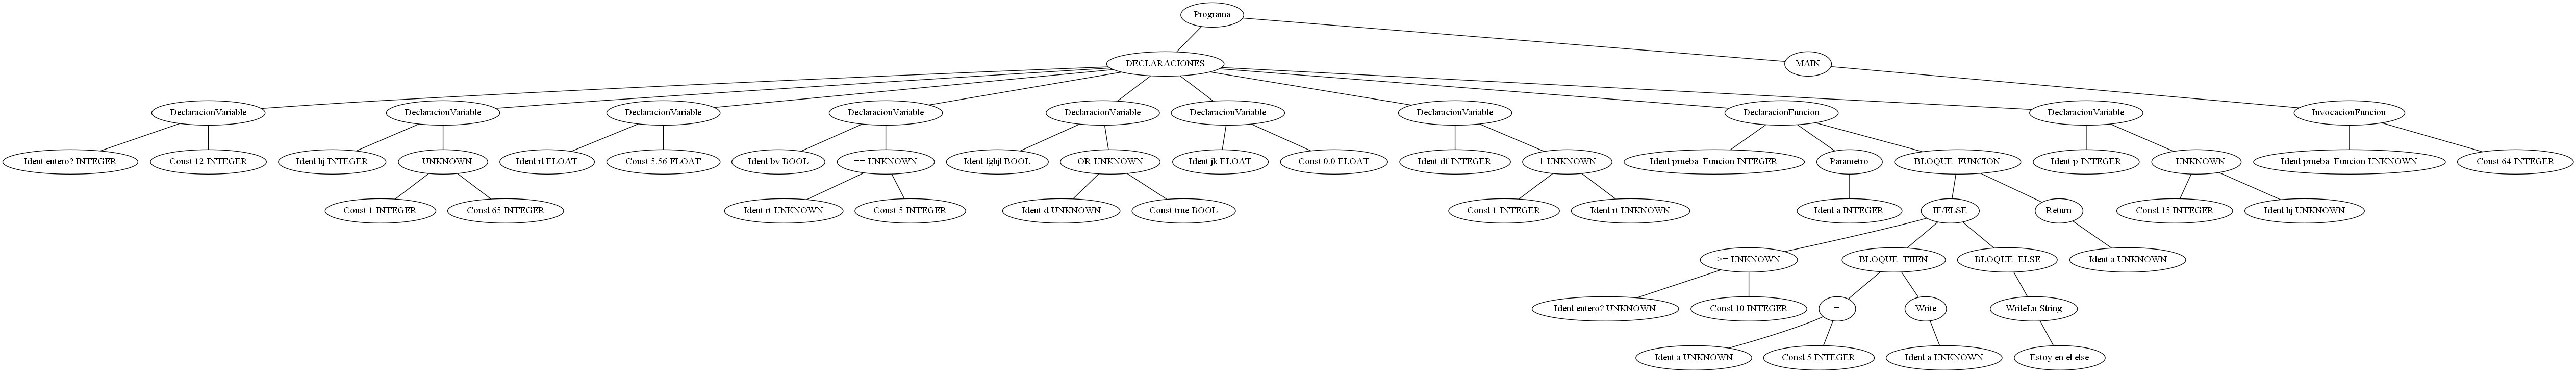 Programa
DECLARACIONES
MAIN
DeclaracionVariable
DeclaracionVariable
DeclaracionVariable
DeclaracionVariable
DeclaracionVariable
DeclaracionVariable
DeclaracionVariable
DeclaracionFuncion
DeclaracionVariable
InvocacionFuncion
Ident entero? INTEGER
Const 12 INTEGER
Ident hj INTEGER
+ UNKNOWN
Ident rt FLOAT
Const 5.56 FLOAT
Ident bv BOOL
== UNKNOWN
Ident fghjl BOOL
OR UNKNOWN
Ident jk FLOAT
Const 0.0 FLOAT
Ident df INTEGER
+ UNKNOWN
Ident prueba_Funcion INTEGER
Parametro
BLOQUE_FUNCION
Ident p INTEGER
+ UNKNOWN
Ident prueba_Funcion UNKNOWN
Const 64 INTEGER
Const 1 INTEGER
Const 65 INTEGER
Ident rt UNKNOWN
Const 5 INTEGER
Ident d UNKNOWN
Const true BOOL
Const 1 INTEGER
Ident rt UNKNOWN
Ident a INTEGER
IF/ELSE
Return
Const 15 INTEGER
Ident hj UNKNOWN
>= UNKNOWN
BLOQUE_THEN
BLOQUE_ELSE
Ident a UNKNOWN
Ident entero? UNKNOWN
Const 10 INTEGER
=
Write
WriteLn String
Ident a UNKNOWN
Const 5 INTEGER
Ident a UNKNOWN
Estoy en el else